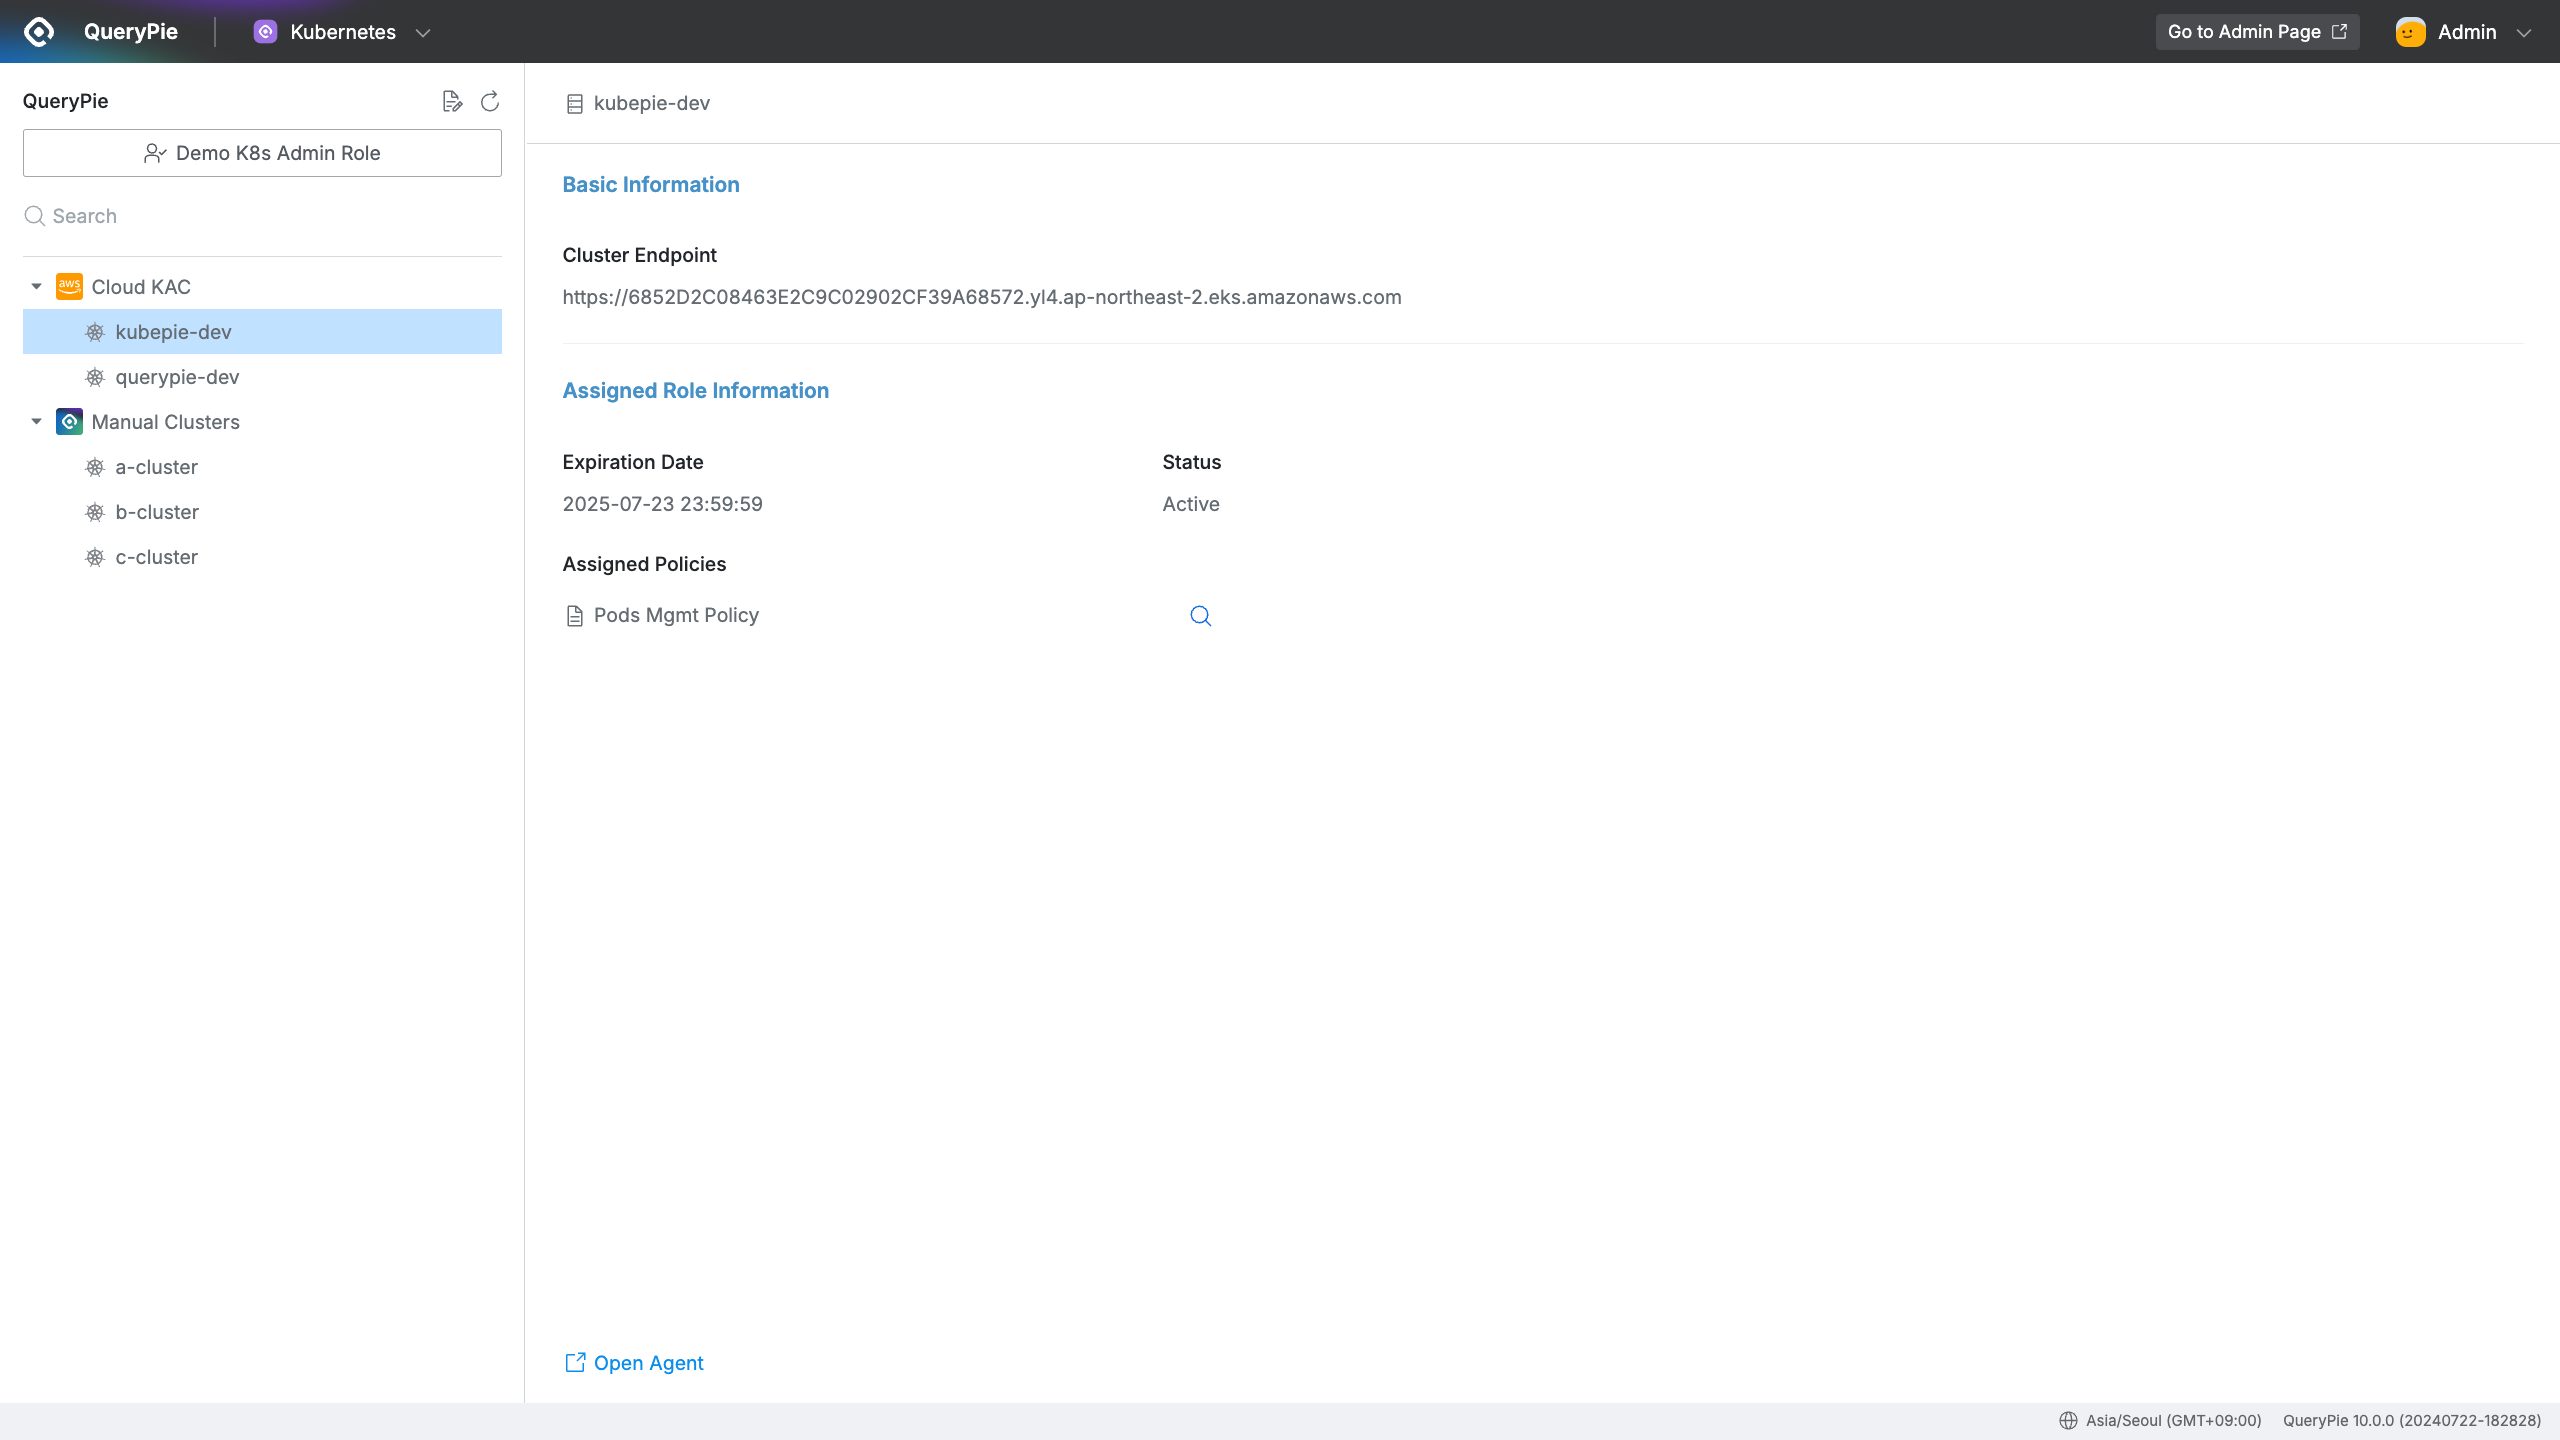 QueryPie
Kubernetes
Go to Admin Page
Admin
QueryPie
Demo K8s Admin Role
Search
aws
Cloud KAC
kubepie-dev
querypie-dev
Manual Clusters
a-cluster
b-cluster
c-cluster
kubepie-dev
Basic Information
Cluster Endpoint
https://6852D2C08463E2C9C02902CF39A68572.yl4.ap-northeast-2.eks.amazonaws.com
Assigned Role Information
Expiration Date
2025-07-23 23:59:59
Status
Active
Assigned Policies
Pods Mgmt Policy
Open Agent
Asia/Seoul (GMT+09:00)
QueryPie 10.0.0 (20240722-182828)